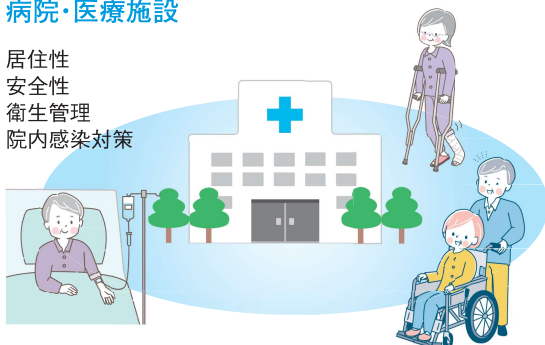 病院・医療施設
居住性
安全性
衛生管理
院内感染対策